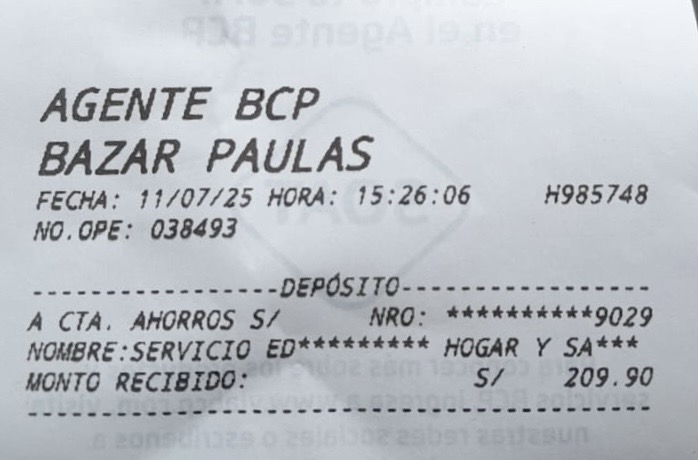 AGENTE BCP
BAZAR PAULAS
FECHA: 11/07/25 HORA: 15:26:06 H985748
NO.OPE: 038493
-----------------DEPÓSITO-----------------
A CTA. AHORROS S/ NRO: **********9029
NOMBRE:SERVICIO ED********* HOGAR Y SA***
MONTO RECIBIDO: S/ 209.90